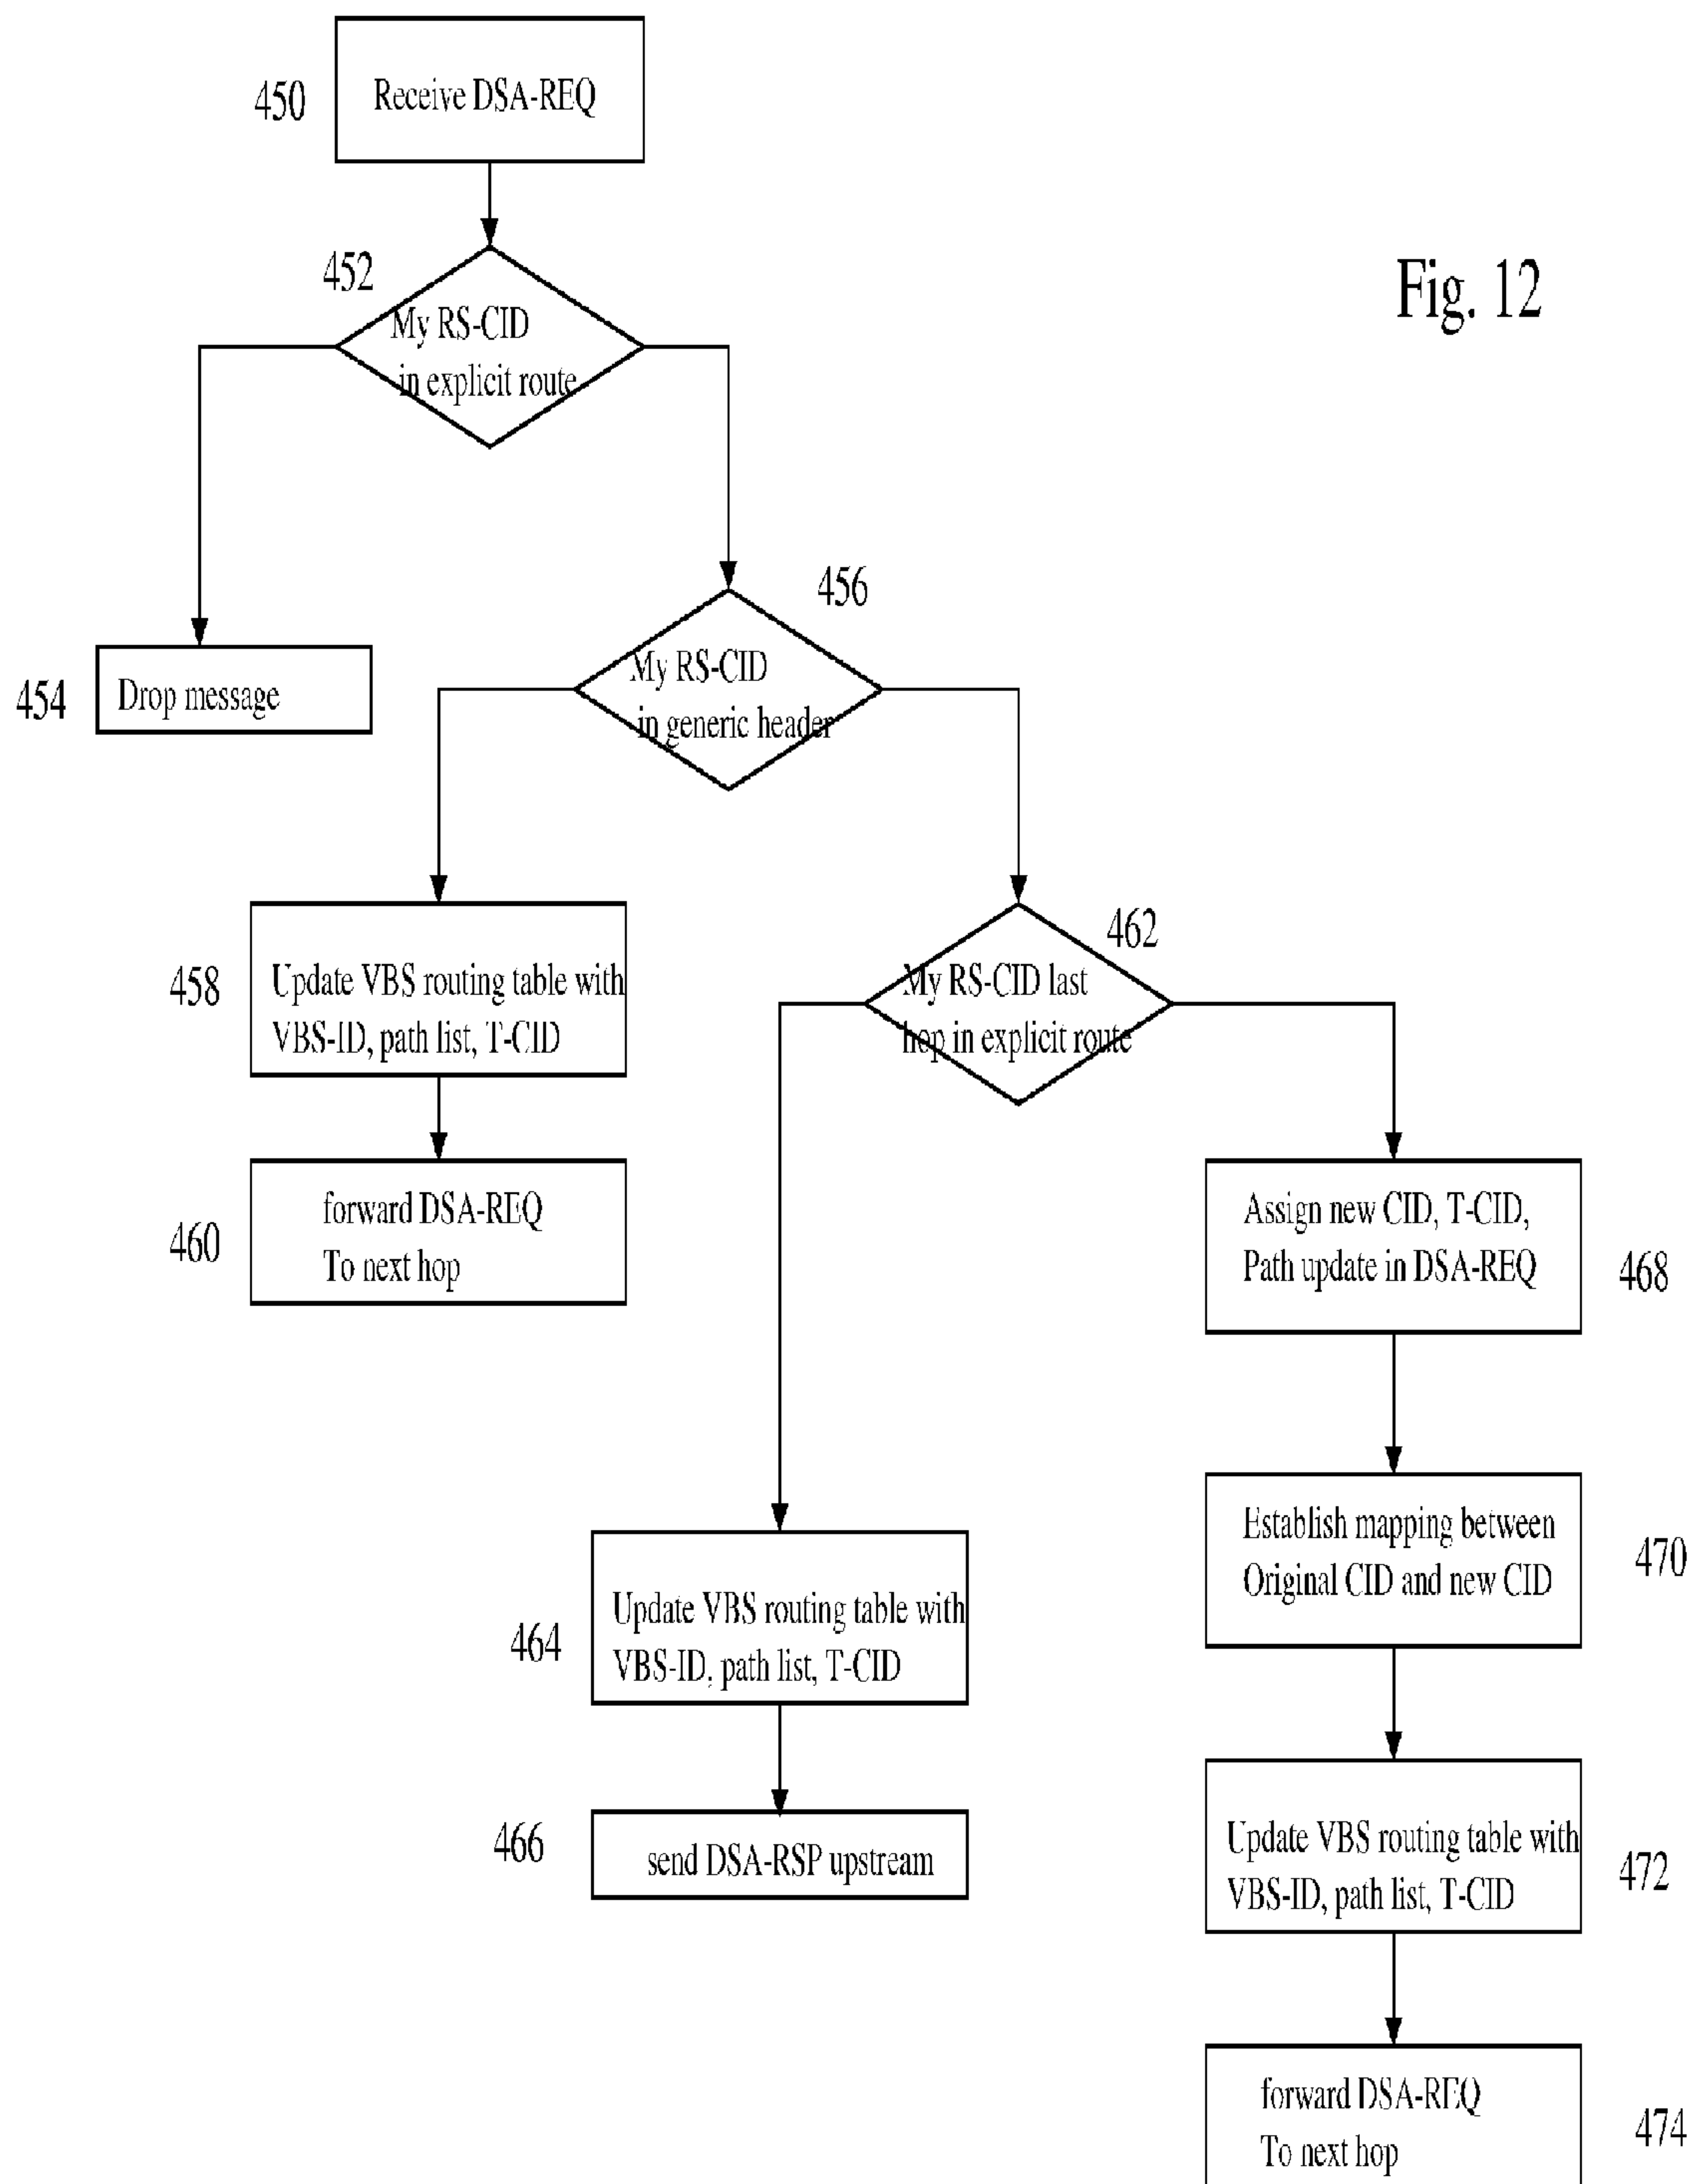 450
Receive DSA-REQ
452
My RS-CID
in explicit route
Fig. 12
454
Drop message
456
My RS-CID
in generic header
458
Update VBS routing table with
VBS-ID, path list, T-CID
460
forward DSA-REQ
To next hop
462
My RS-CID last
hop in explicit route
464
Update VBS routing table with
VBS-ID, path list, T-CID
466
send DSA-RSP upstream
Assign new CID, T-CID,
Path update in DSA-REQ
468
Establish mapping between
Original CID and new CID
470
Update VBS routing table with
VBS-ID, path list, T-CID
472
forward DSA-REQ
To next hop
474